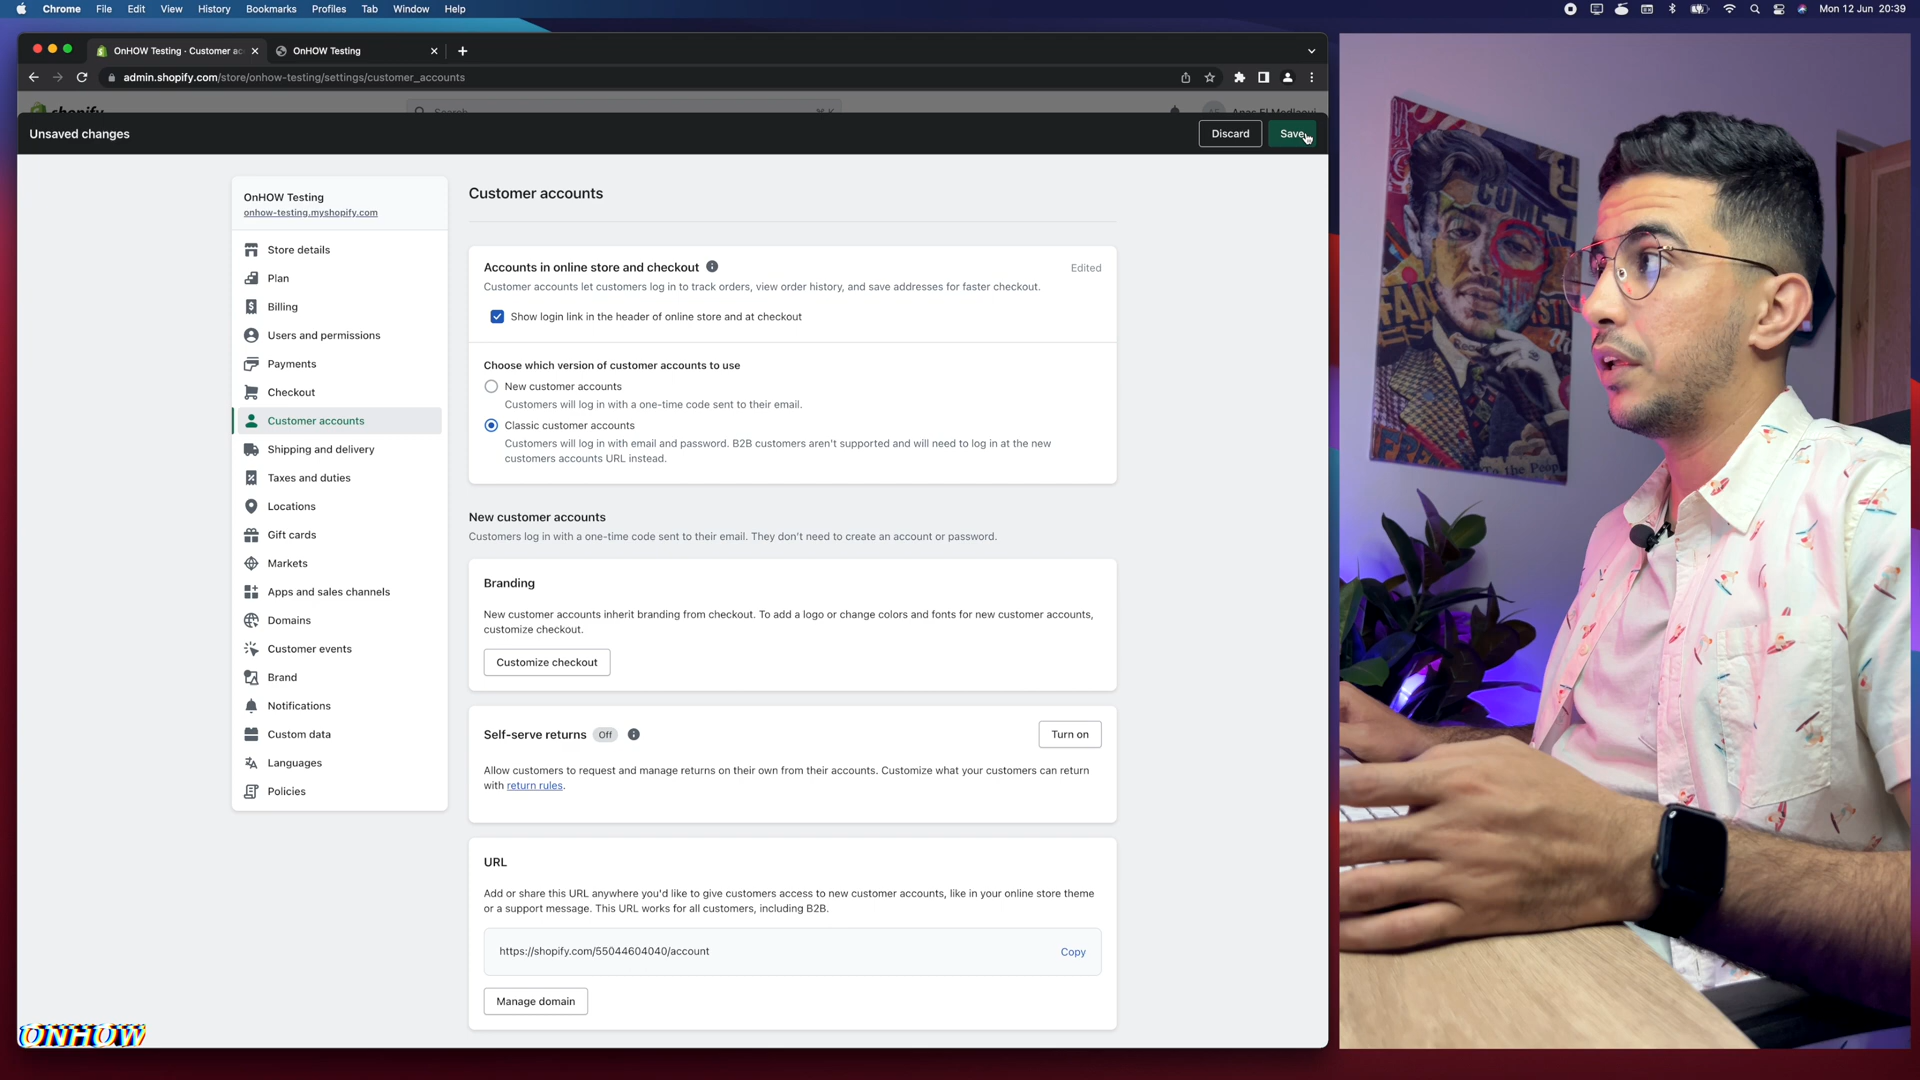 Chrome File Edit View History Bookmarks Profiles Tab Window Help
Mon 12 Jun 20:39
OnHOW Testing · Customer ac
OnHOW Testing
admin.shopify.com/store/onhow-testing/settings/customer_accounts
Unsaved changes
Discard
Save
OnHOW Testing
onhow-testing.myshopify.com
Store details
Plan
Billing
Users and permissions
Payments
Checkout
Customer accounts
Shipping and delivery
Taxes and duties
Locations
Gift cards
Markets
Apps and sales channels
Domains
Customer events
Brand
Notifications
Custom data
Languages
Policies
Customer accounts
Accounts in online store and checkout
Edited
Customer accounts let customers log in to track orders, view order history, and save addresses for faster checkout.
Show login link in the header of online store and at checkout
Choose which version of customer accounts to use
New customer accounts
Customers will log in with a one-time code sent to their email.
Classic customer accounts
Customers will log in with email and password. B2B customers aren't supported and will need to log in at the new
customers accounts URL instead.
New customer accounts
Customers log in with a one-time code sent to their email. They don't need to create an account or password.
Branding
New customer accounts inherit branding from checkout. To add a logo or change colors and fonts for new customer accounts,
customize checkout.
Customize checkout
Self-serve returns Off
Turn on
Allow customers to request and manage returns on their own from their accounts. Customize what your customers can return
with return rules.
URL
Add or share this URL anywhere you'd like to give customers access to new customer accounts, like in your online store theme
or a support message. This URL works for all customers, including B2B.
https://shopify.com/55044604040/account
Copy
Manage domain
ONHOW